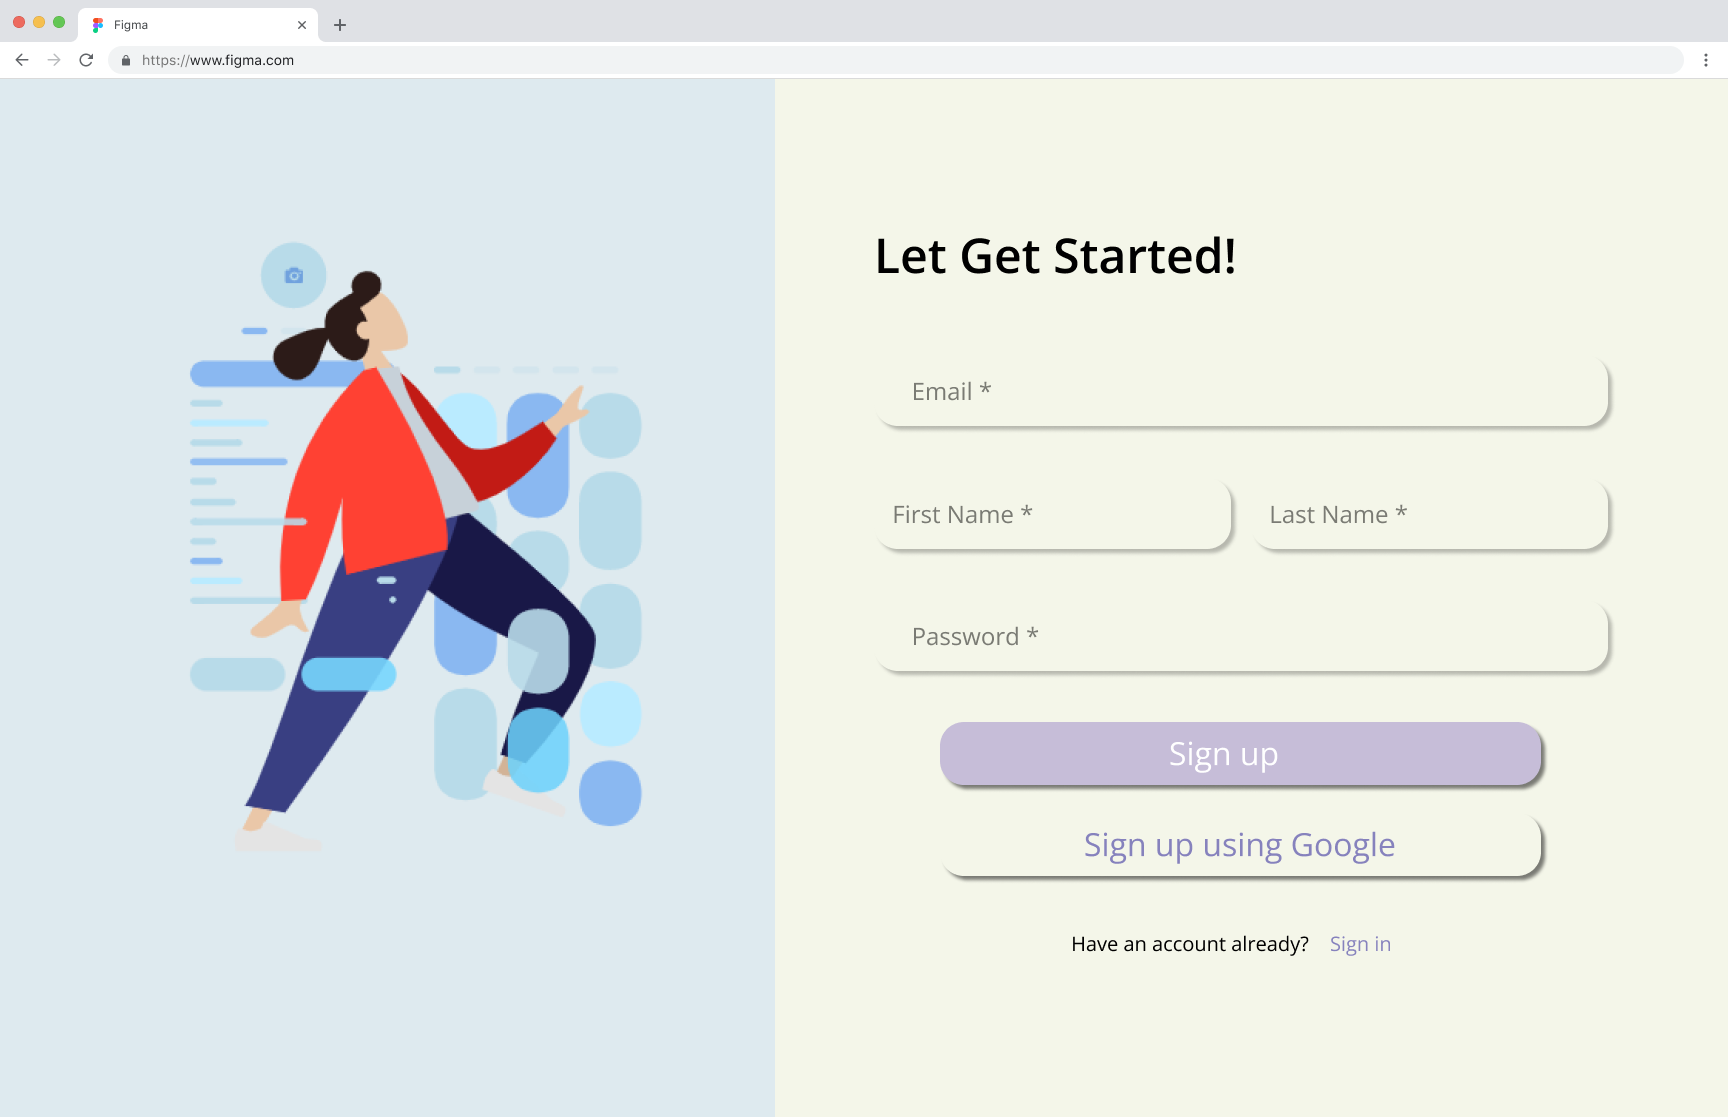 Figma
https://www.figma.com
Let Get Started!
Email *
First Name *
Last Name *
Password *
Sign up
Sign up using Google
Have an account already? Sign in